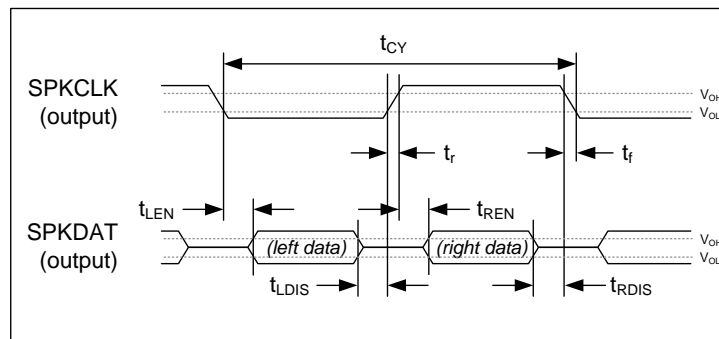 tCY
SPKCLK
(output)
VOH
VOL
tr
tf
tLEN
tREN
SPKDAT
(output)
(left data)
(right data)
VOH
VOL
tLDIS
tRDIS